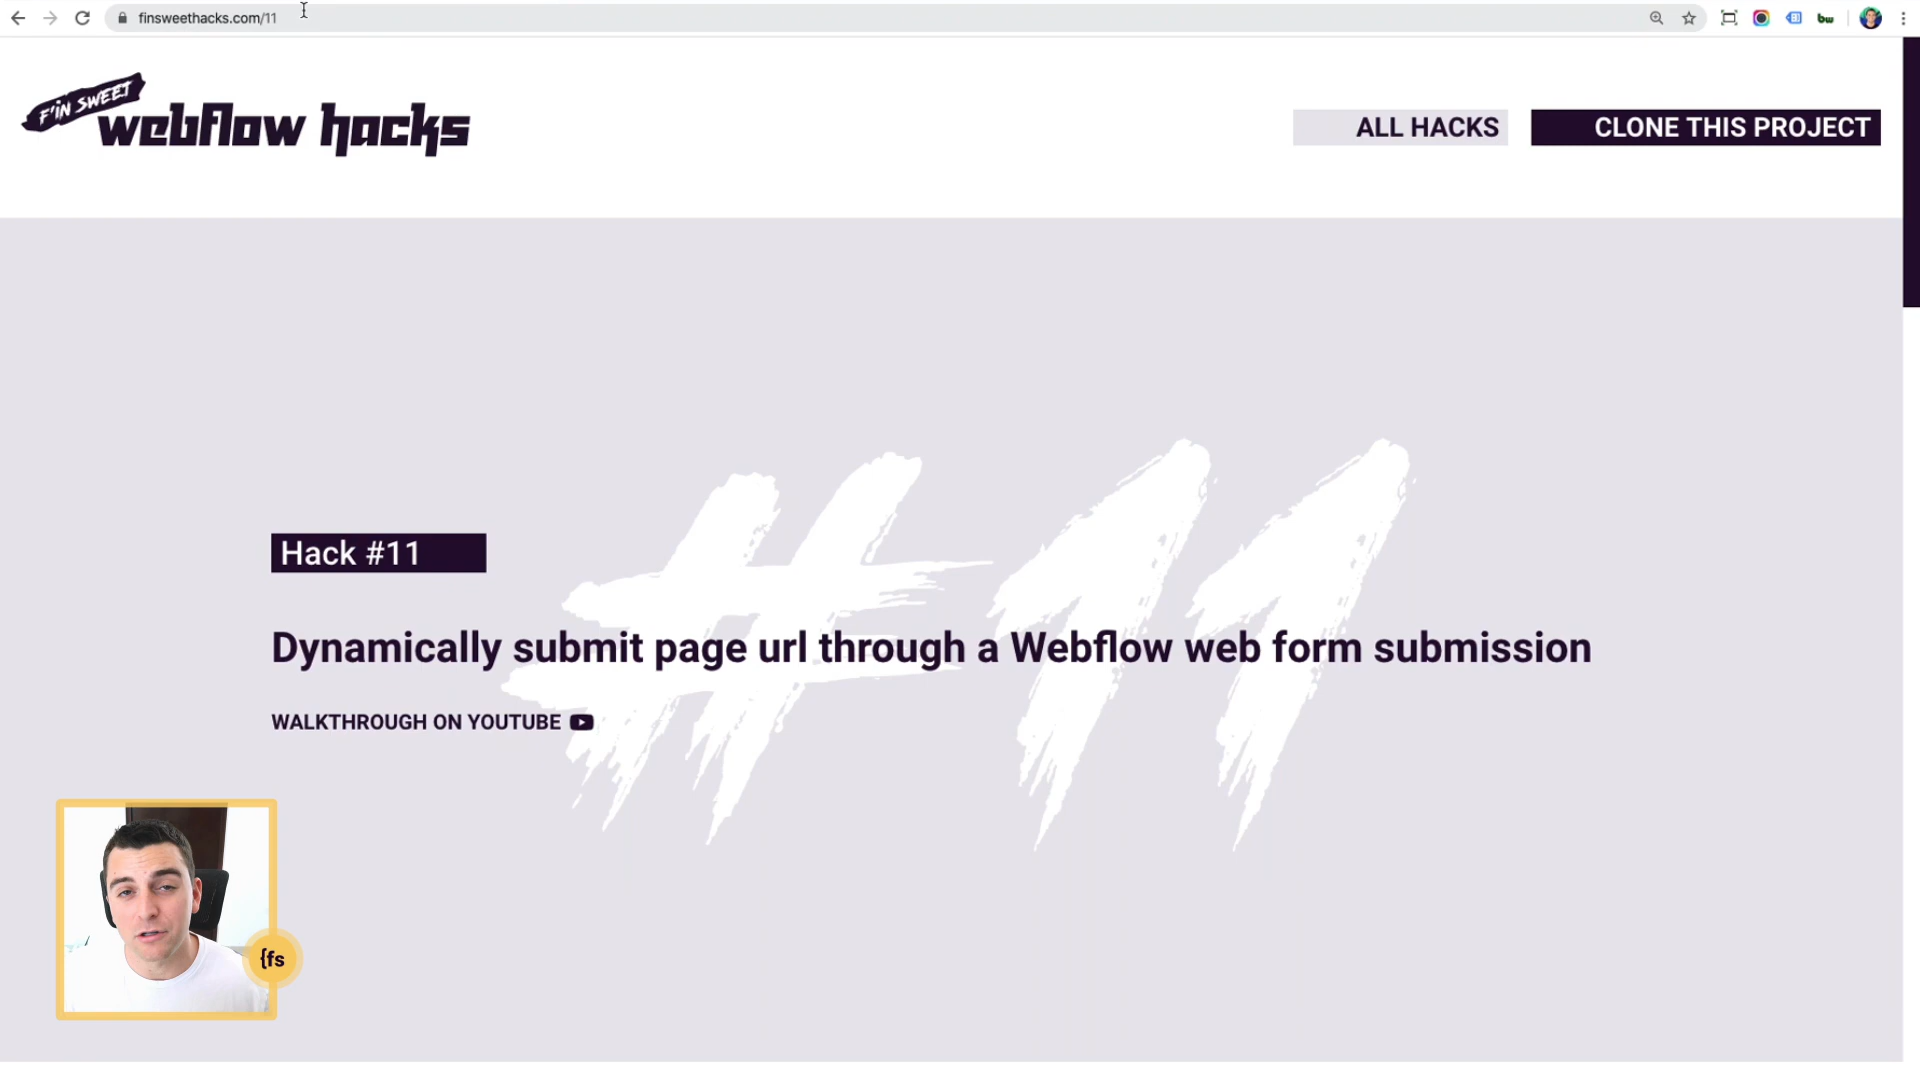 finsweethacks.com/11
F'IN SWEET
webflow hacks
ALL HACKS
CLONE THIS PROJECT
#11
Hack #11
Dynamically submit page url through a Webflow web form submission
WALKTHROUGH ON YOUTUBE
{fs
bw